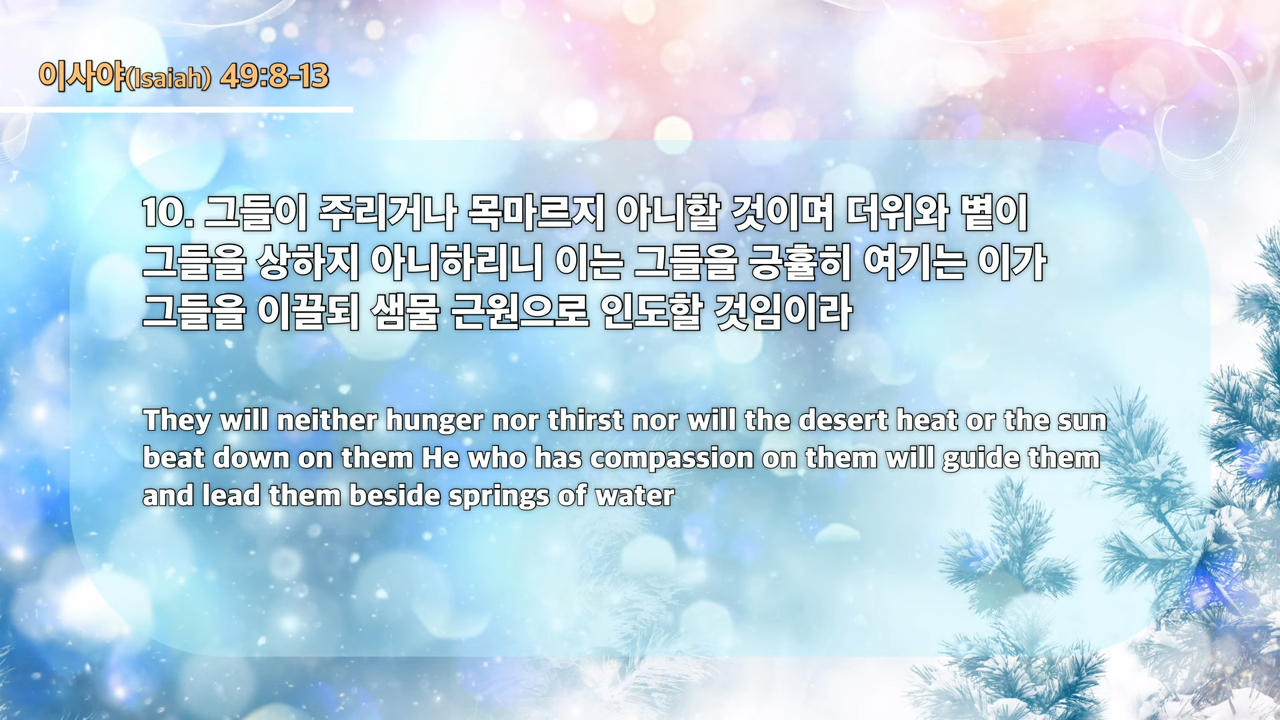 이사야(Isaiah) 49:8-13
10. 그들이 주리거나 목마르지 아니할 것이며 더위와 볕이
그들을 상하지 아니하리니 이는 그들을 긍휼히 여기는 이가
그들을 이끌되 샘물 근원으로 인도할 것임이라
They will neither hunger nor thirst nor will the desert heat or the sun
beat down on them He who has compassion on them will guide them
and lead them beside springs of water